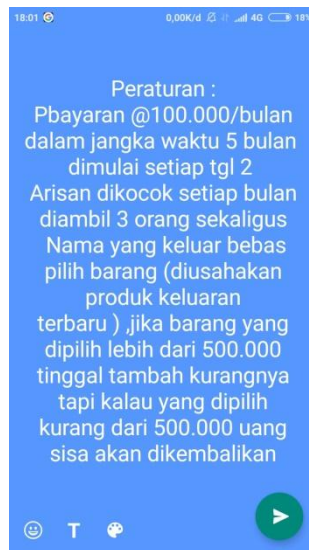 18:01 0,00K/d 4G 18%
Peraturan :
Pbayaran @100.000/bulan
dalam jangka waktu 5 bulan
dimulai setiap tgl 2
Arisan dikocok setiap bulan
diambil 3 orang sekaligus
Nama yang keluar bebas
pilih barang (diusahakan
produk keluaran
terbaru ) ,jika barang yang
dipilih lebih dari 500.000
tinggal tambah kurangnya
tapi kalau yang dipilih
kurang dari 500.000 uang
sisa akan dikembalikan
T